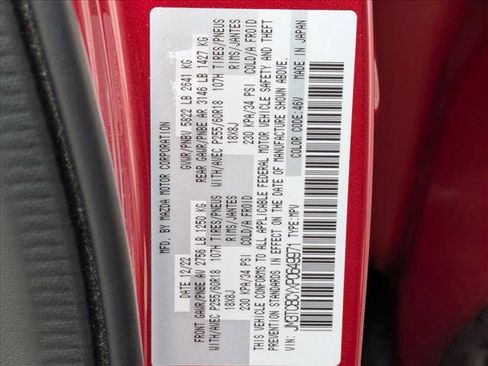 MFD. BY MAZDA MOTOR CORPORATION
DATE: 12/22 GVWR/PNBV 5822 LB 2641 KG
FRONT GAWR/PNBE AV 2756 LB 1250 KG REAR GAWR/PNBE AR 3146 LB 1427 KG
WITH/AVEC P255/60R18 107H TIRES/PNEUS WITH/AVEC P255/60R18 107H TIRES/PNEUS
18X8J RIMS/JANTES 18X8J RIMS/JANTES
230 KPA/34 PSI COLD/A FROID 230 KPA/34 PSI COLD/A FROID
THIS VEHICLE CONFORMS TO ALL APPLICABLE FEDERAL MOTOR VEHICLE SAFETY AND THEFT
PREVENTION STANDARDS IN EFFECT ON THE DATE OF MANUFACTURE SHOWN ABOVE.
COLOR CODE: 46V MADE IN JAPAN
VIN: TYPE: MPV